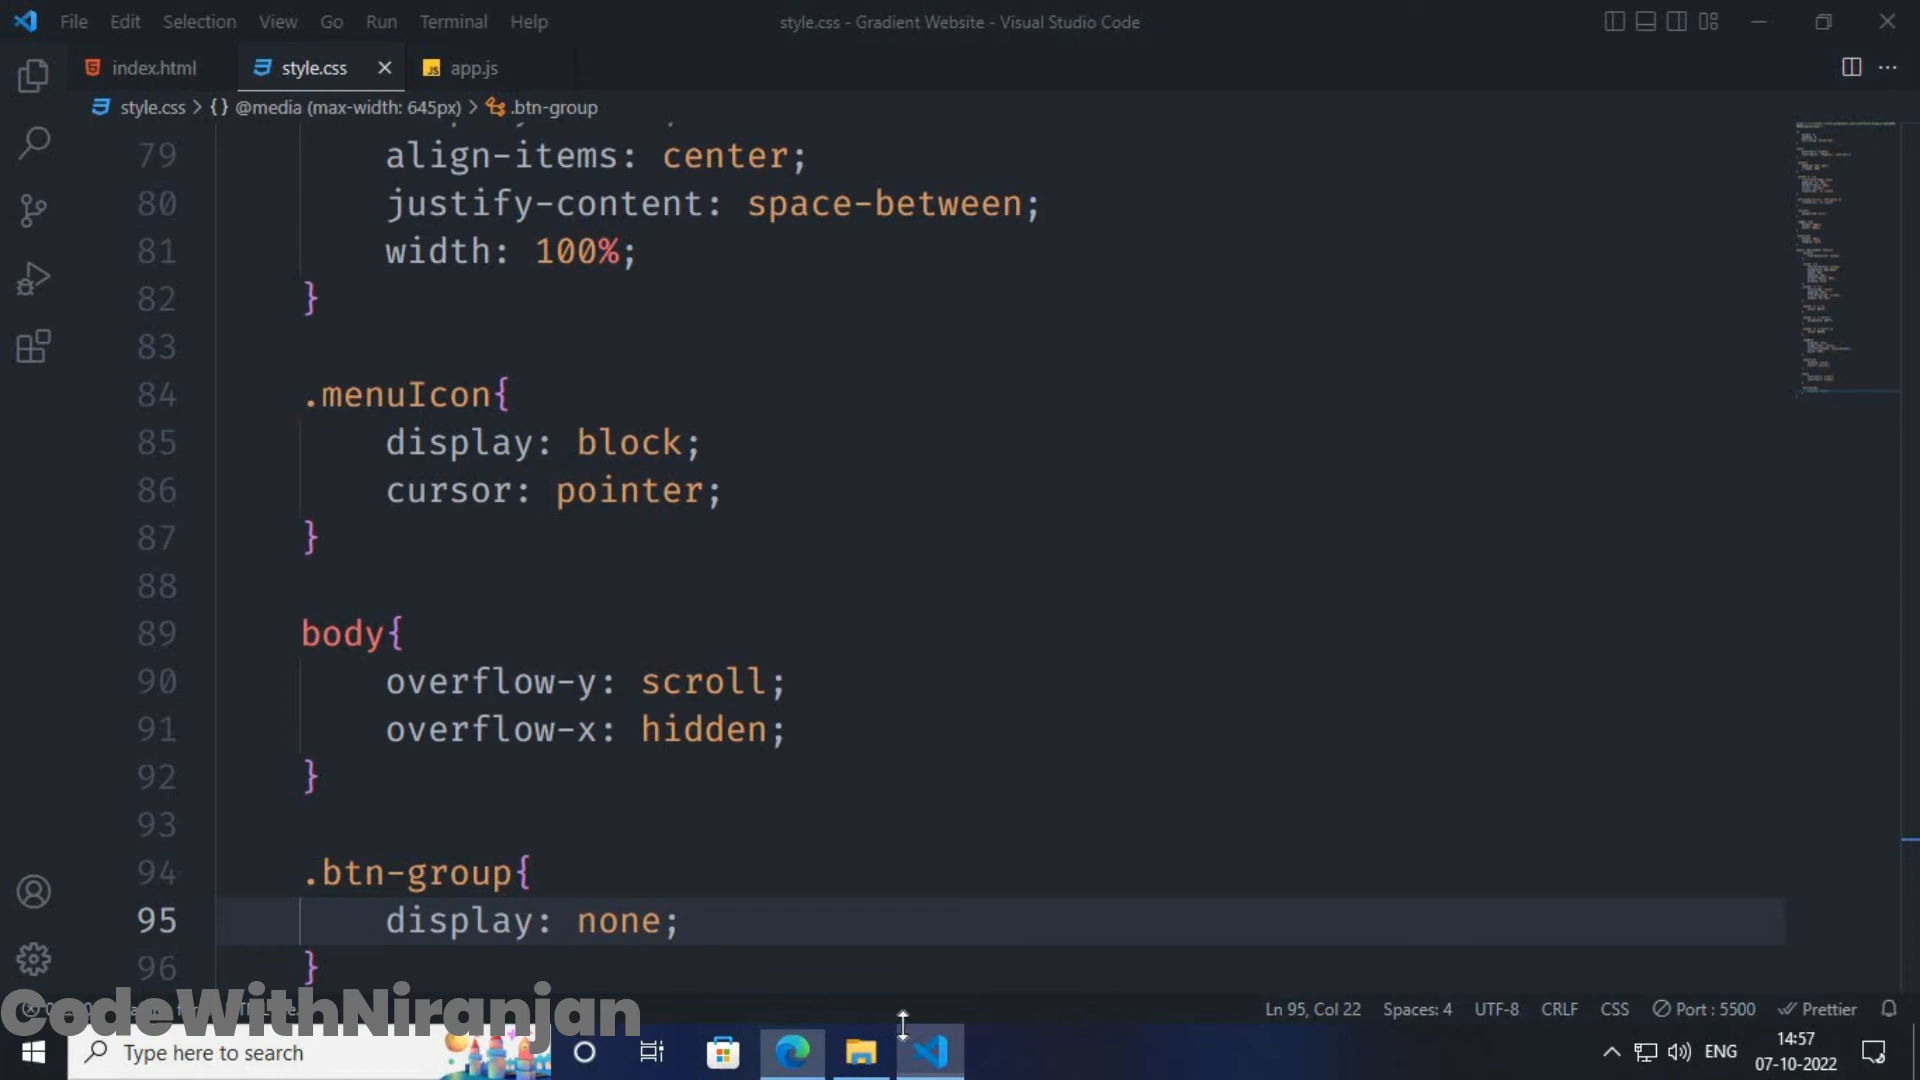 File Edit Selection View Go Run Terminal Help
style.css - Gradient Website - Visual Studio Code
index.html
style.css
JS app.js
style.css > {} @media (max-width: 645px) > .btn-group
79 align-items: center;
80 justify-content: space-between;
81 width: 100%;
82 }
83
84 .menuIcon{
85 display: block;
86 cursor: pointer;
87 }
88
89 body{
90 overflow-y: scroll;
91 overflow-x: hidden;
92 }
93
94 .btn-group{
95 display: none;
96 }
CodeWithNiranjan
Ln 95, Col 22 Spaces: 4 UTF-8 CRLF CSS Port : 5500 Prettier
Type here to search
ENG
14:57
07-10-2022